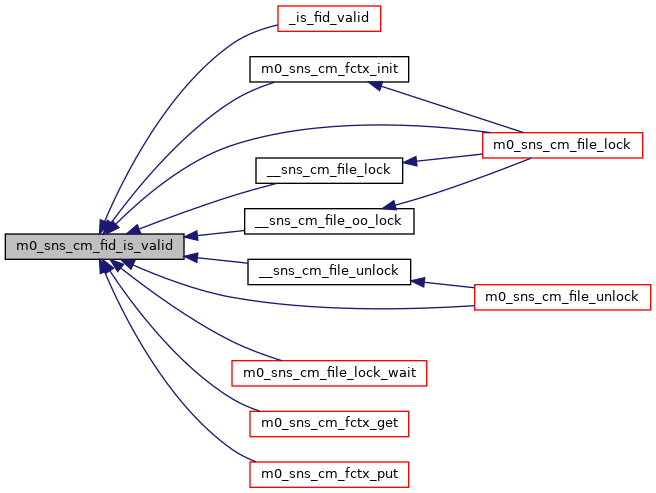 _is_fid_valid
m0_sns_cm_fctx_init
m0_sns_cm_file_lock
__sns_cm_file_lock
__sns_cm_file_oo_lock
m0_sns_cm_fid_is_valid
__sns_cm_file_unlock
m0_sns_cm_file_unlock
m0_sns_cm_file_lock_wait
m0_sns_cm_fctx_get
m0_sns_cm_fctx_put